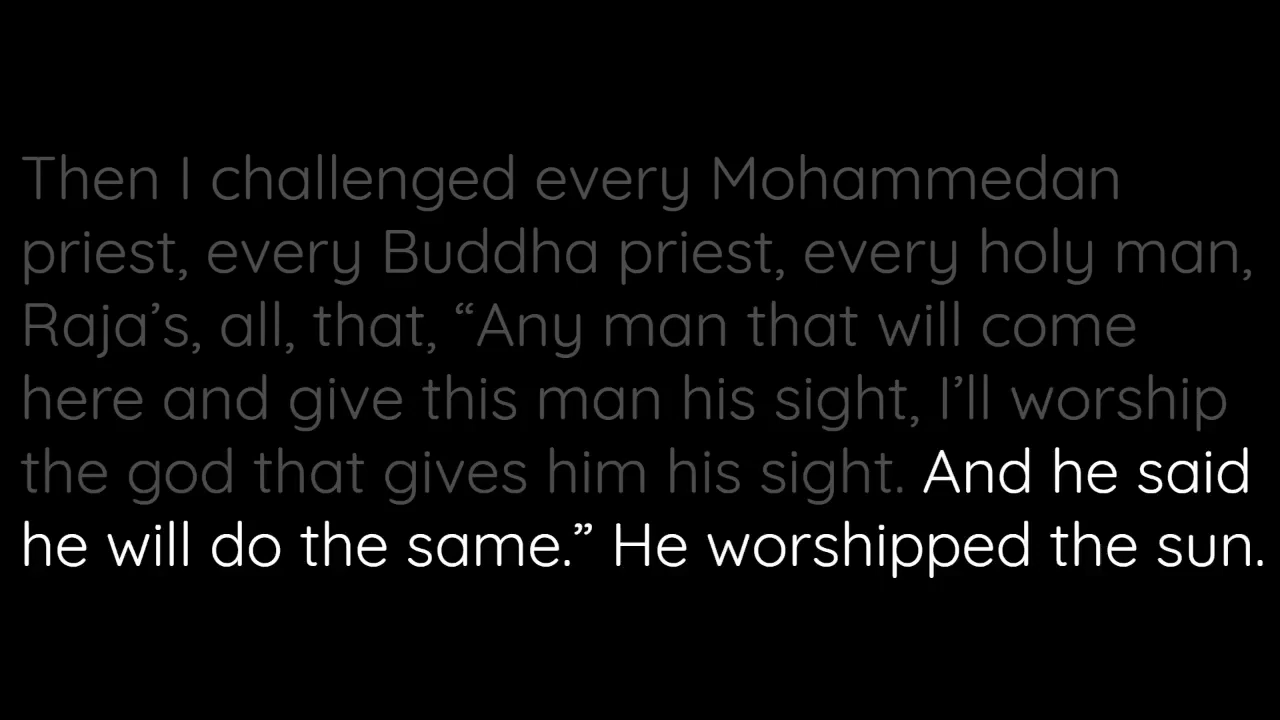 Then I challenged every Mohammedan
priest, every Buddha priest, every holy man,
Raja’s, all, that, “Any man that will come
here and give this man his sight, I’ll worship
the god that gives him his sight. And he said
he will do the same.” He worshipped the sun.